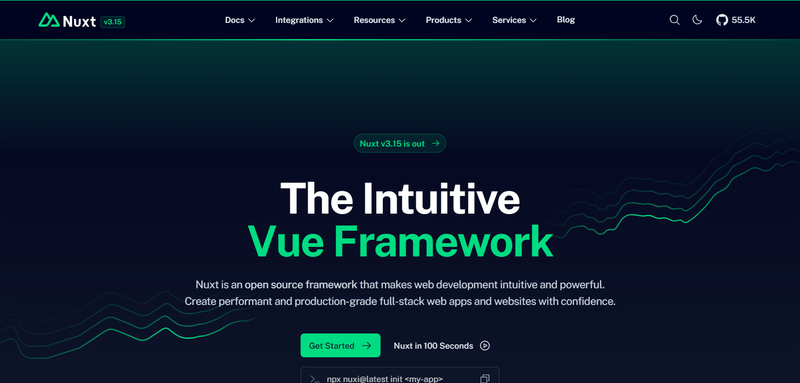 Nuxt v3.15 Docs Integrations Resources Products Services Blog 55.5K
Nuxt v3.15 is out
The Intuitive
Vue Framework
Nuxt is an open source framework that makes web development intuitive and powerful.
Create performant and production-grade full-stack web apps and websites with confidence.
Get Started Nuxt in 100 Seconds
npx nuxi@latest init <my-app>